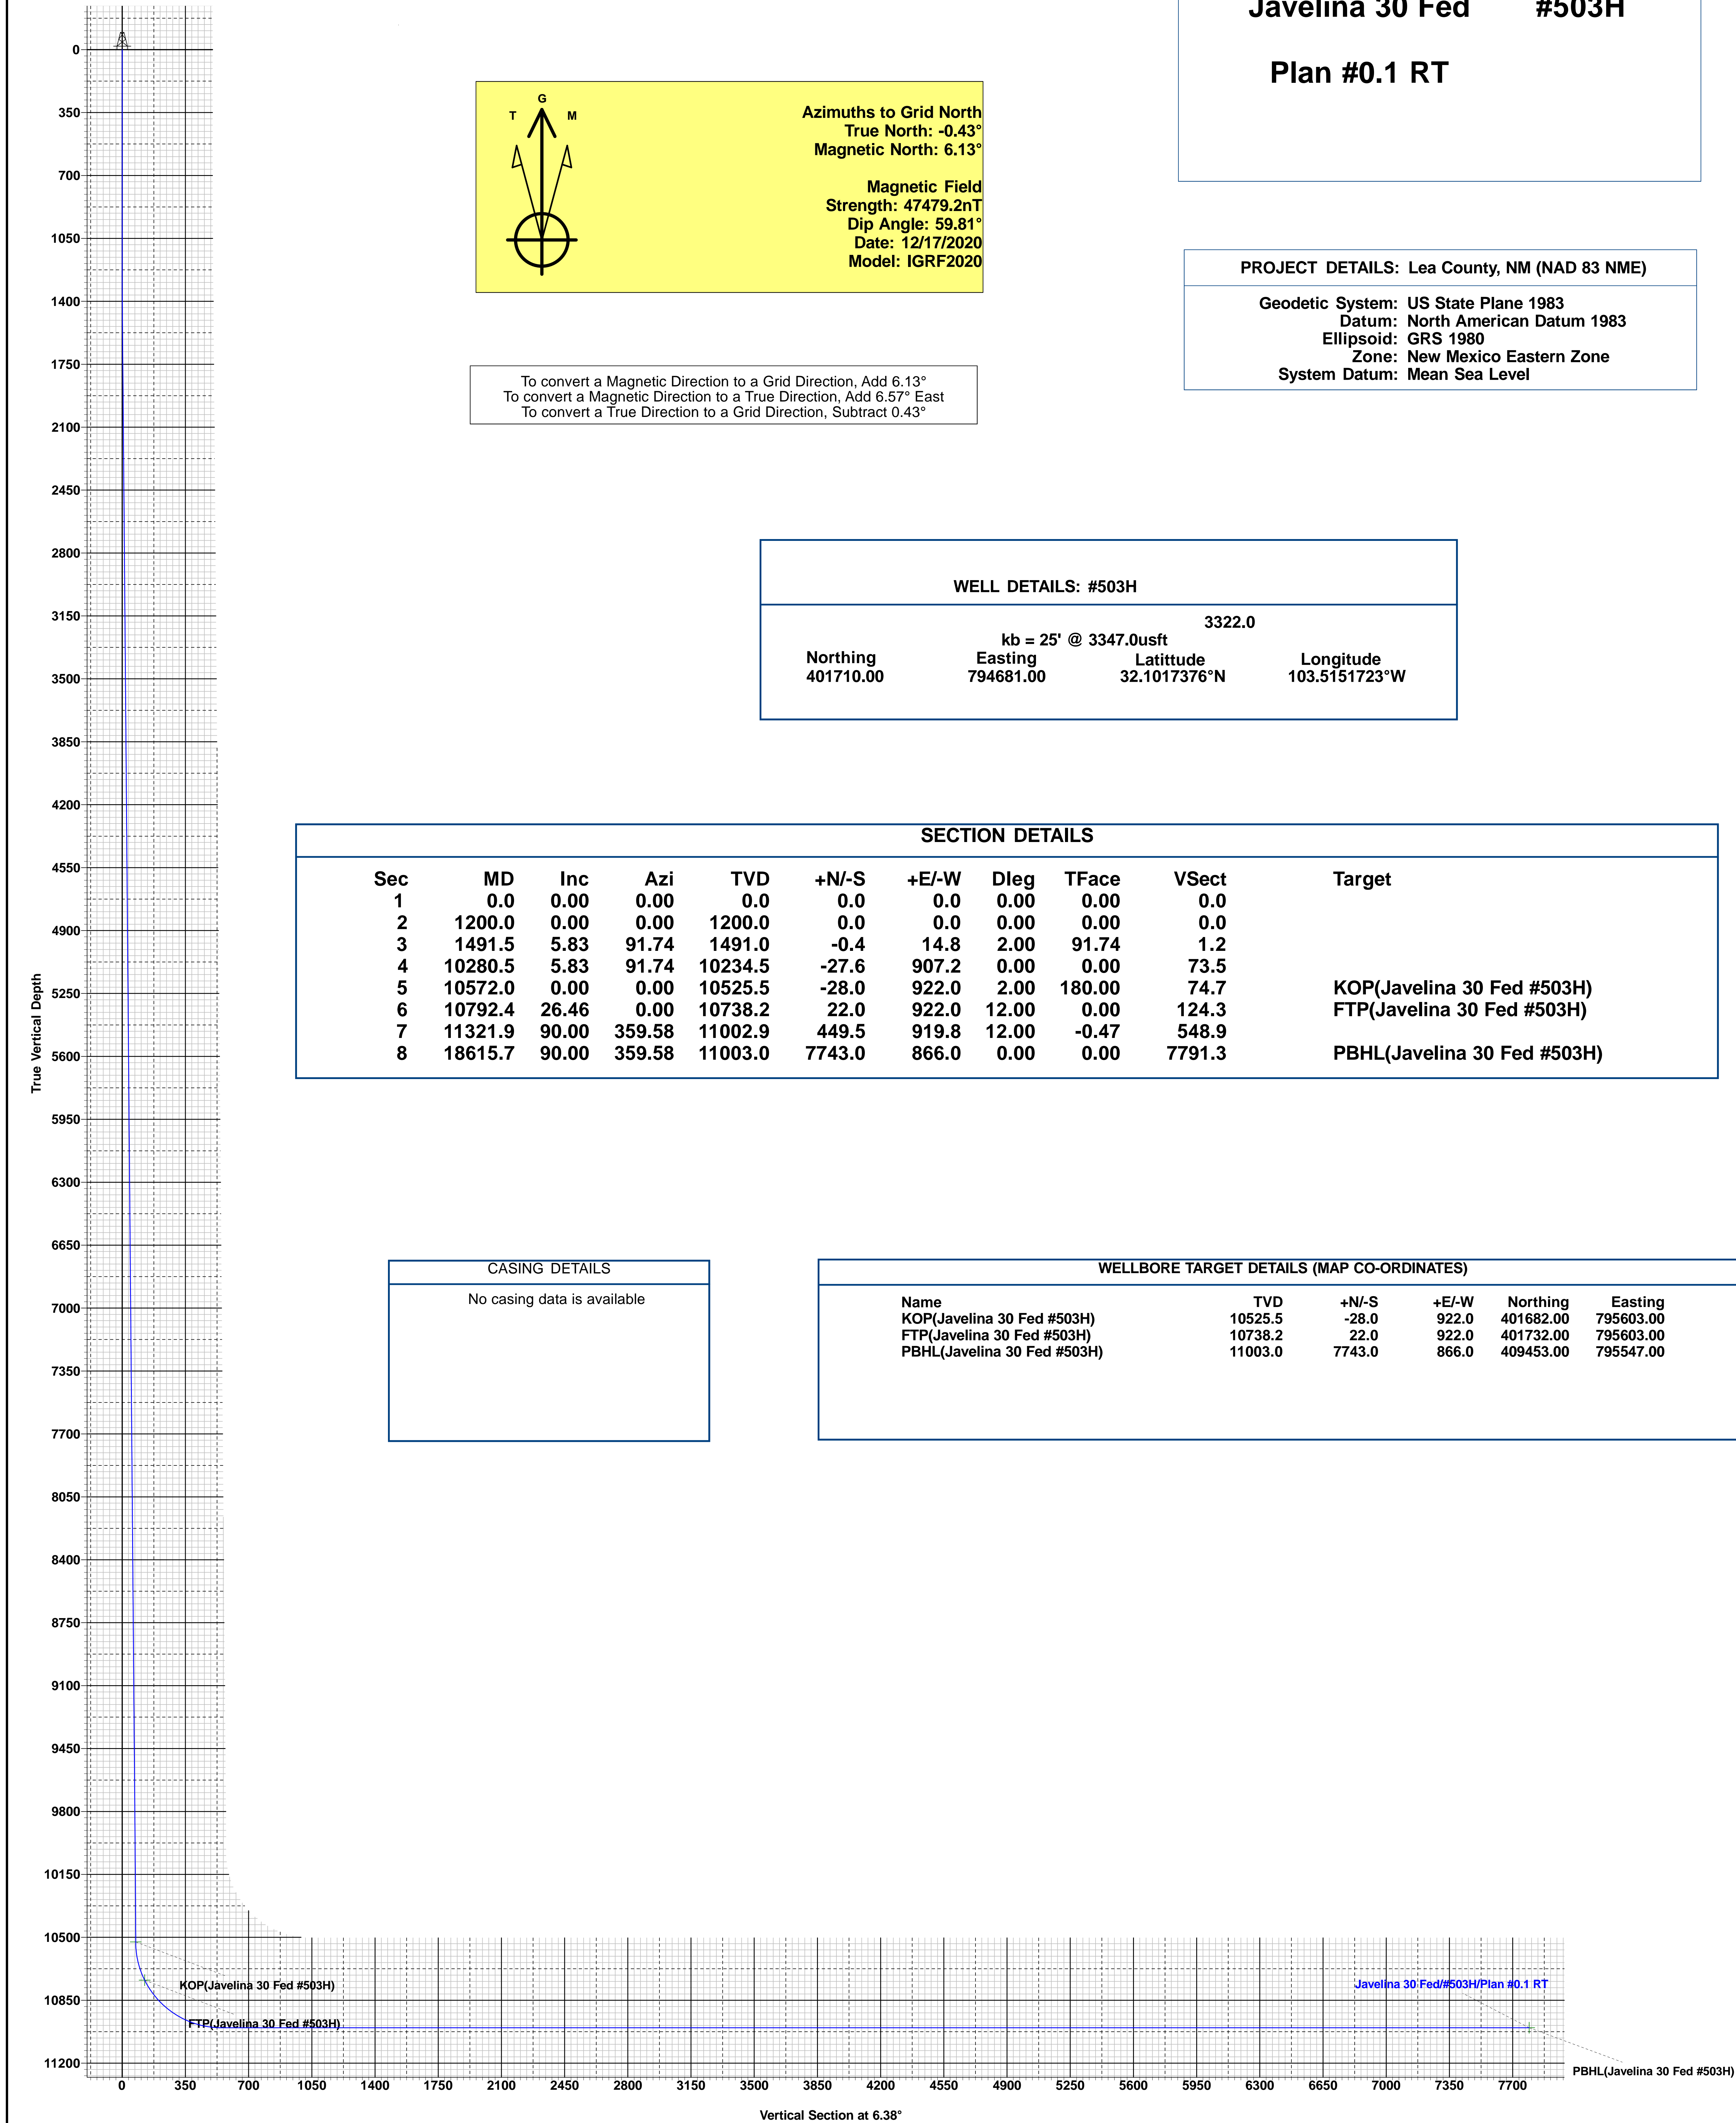 Javelina 30 Fed #503H
Plan #0.1 RT
G
T M
Azimuths to Grid North
True North: -0.43°
Magnetic North: 6.13°
Magnetic Field
Strength: 47479.2nT
Dip Angle: 59.81°
Date: 12/17/2020
Model: IGRF2020
PROJECT DETAILS: Lea County, NM (NAD 83 NME)
Geodetic System: US State Plane 1983
Datum: North American Datum 1983
Ellipsoid: GRS 1980
Zone: New Mexico Eastern Zone
System Datum: Mean Sea Level
To convert a Magnetic Direction to a Grid Direction, Add 6.13°
To convert a Magnetic Direction to a True Direction, Add 6.57° East
To convert a True Direction to a Grid Direction, Subtract 0.43°
WELL DETAILS: #503H
3322.0
kb = 25' @ 3347.0usft
Northing Easting Latittude Longitude
401710.00 794681.00 32.1017376°N 103.5151723°W
SECTION DETAILS
Sec MD Inc Azi TVD +N/-S +E/-W Dleg TFace VSect Target
1 0.0 0.00 0.00 0.0 0.0 0.0 0.00 0.00 0.0
2 1200.0 0.00 0.00 1200.0 0.0 0.0 0.00 0.00 0.0
3 1491.5 5.83 91.74 1491.0 -0.4 14.8 2.00 91.74 1.2
4 10280.5 5.83 91.74 10234.5 -27.6 907.2 0.00 0.00 73.5
5 10572.0 0.00 0.00 10525.5 -28.0 922.0 2.00 180.00 74.7 KOP(Javelina 30 Fed #503H)
6 10792.4 26.46 0.00 10738.2 22.0 922.0 12.00 0.00 124.3 FTP(Javelina 30 Fed #503H)
7 11321.9 90.00 359.58 11002.9 449.5 919.8 12.00 -0.47 548.9
8 18615.7 90.00 359.58 11003.0 7743.0 866.0 0.00 0.00 7791.3 PBHL(Javelina 30 Fed #503H)
CASING DETAILS
No casing data is available
WELLBORE TARGET DETAILS (MAP CO-ORDINATES)
Name TVD +N/-S +E/-W Northing Easting
KOP(Javelina 30 Fed #503H) 10525.5 -28.0 922.0 401682.00 795603.00
FTP(Javelina 30 Fed #503H) 10738.2 22.0 922.0 401732.00 795603.00
PBHL(Javelina 30 Fed #503H) 11003.0 7743.0 866.0 409453.00 795547.00
True Vertical Depth
0
350
700
1050
1400
1750
2100
2450
2800
3150
3500
3850
4200
4550
4900
5250
5600
5950
6300
6650
7000
7350
7700
8050
8400
8750
9100
9450
9800
10150
10500
10850
11200
KOP(Javelina 30 Fed #503H)
FTP(Javelina 30 Fed #503H)
Javelina 30 Fed/#503H/Plan #0.1 RT
PBHL(Javelina 30 Fed #503H)
0 350 700 1050 1400 1750 2100 2450 2800 3150 3500 3850 4200 4550 4900 5250 5600 5950 6300 6650 7000 7350 7700
Vertical Section at 6.38°